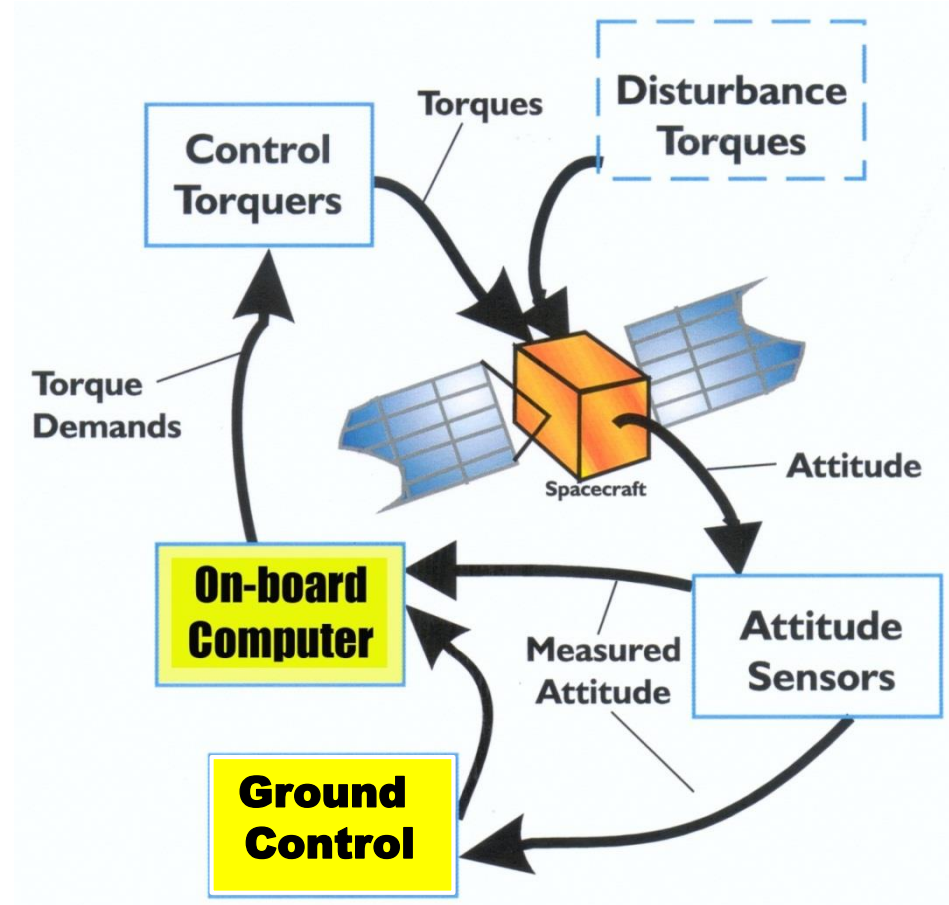 Torques
Disturbance
Torques
Control
Torquers
Torque
Demands
Attitude
Spacecraft
On-board
Computer
Measured
Attitude
Attitude
Sensors
Ground
Control